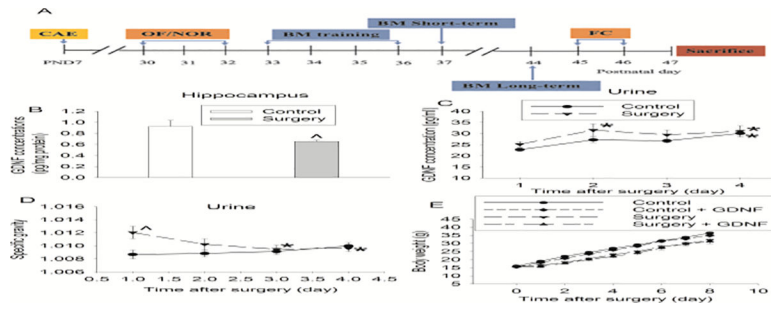 A
CAE
OF/NOR
BM training
BM Short-term
FC
Sacrifice
PND7
30 31 32 33 34 35 36 37 44 45 46 47
Postnatal day
BM Long-term
B
Hippocampus
Control
Surgery
GDNF concentrations
(pg/mg protein)
1.2
1.0
0.8
0.6
0.4
0.2
0.0
^
C
Urine
Control
Surgery
GDNF concentration (pg/ml)
40
35
30
25
20
15
10
* * *
1 2 3 4
Time after surgery (day)
D
Urine
Specific gravity
1.016
1.014
1.012
1.010
1.008
1.006
^ * *
1.0 1.5 2.0 2.5 3.0 3.5 4.0 4.5
Time after surgery (day)
E
Control
Control + GDNF
Surgery
Surgery + GDNF
Body weight (g)
45
35
25
15
5
0 2 4 6 8 10
Time after surgery (day)